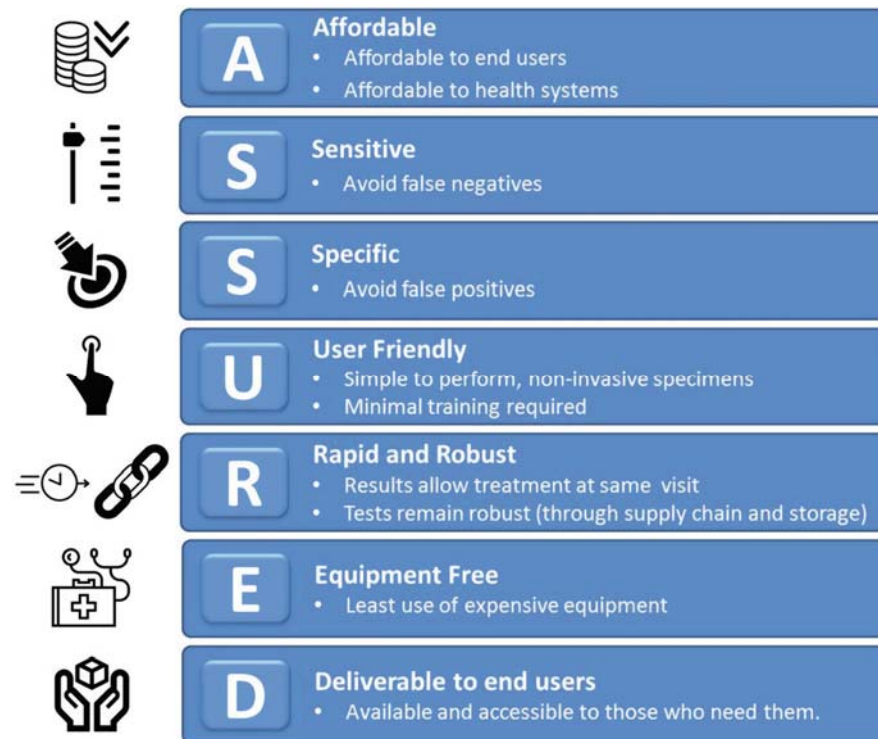 A
Affordable
• Affordable to end users
• Affordable to health systems
S
Sensitive
• Avoid false negatives
S
Specific
• Avoid false positives
U
User Friendly
• Simple to perform, non-invasive specimens
• Minimal training required
R
Rapid and Robust
• Results allow treatment at same visit
• Tests remain robust (through supply chain and storage)
E
Equipment Free
• Least use of expensive equipment
D
Deliverable to end users
• Available and accessible to those who need them.